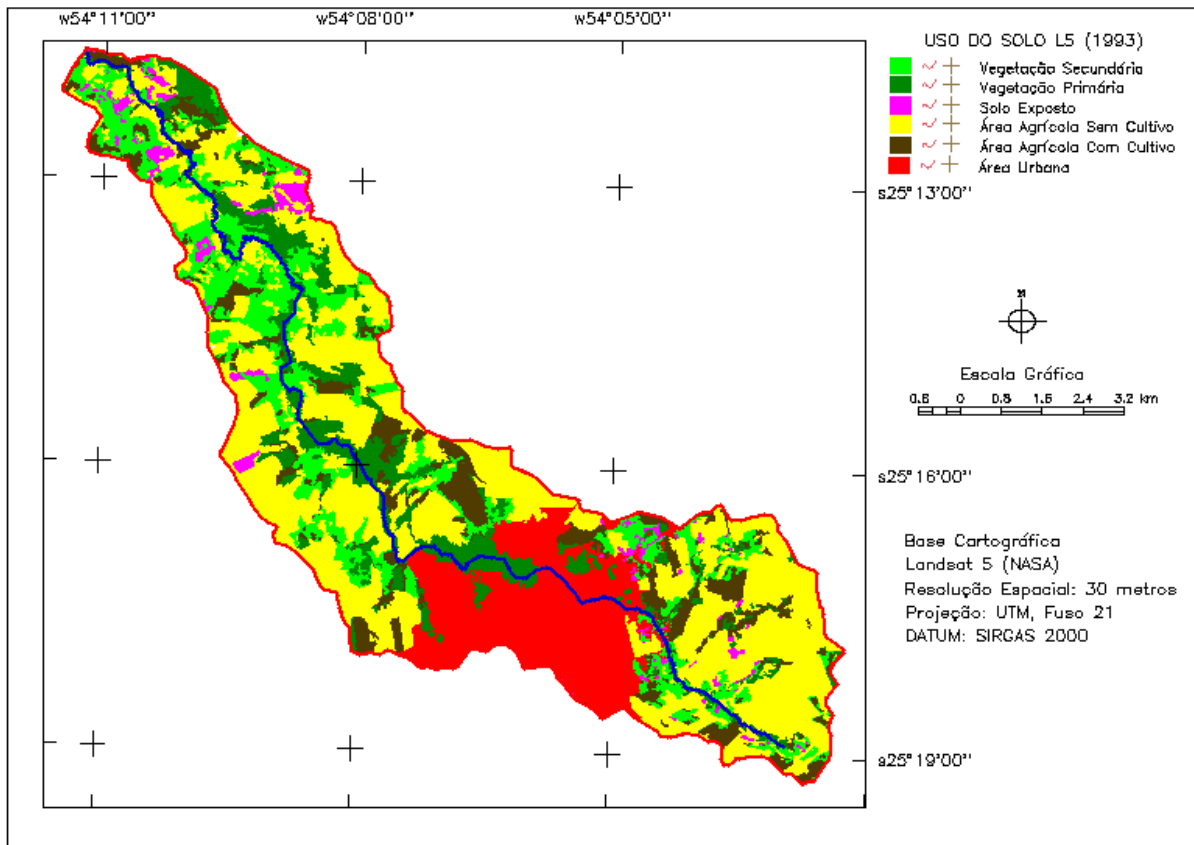 w54°11'00'' w54°08'00'' w54°05'00''
USO DO SOLO L5 (1993)
Vegetação Secundária
Vegetação Primária
Solo Exposto
Área Agrícola Sem Cultivo
Área Agrícola Com Cultivo
Área Urbana
s25°13'00''
Escala Gráfica
0.8 0 0.8 1.6 2.4 3.2 km
s25°16'00''
Base Cartográfica
Landsat 5 (NASA)
Resolução Espacial: 30 metros
Projeção: UTM, Fuso 21
DATUM: SIRGAS 2000
s25°19'00''